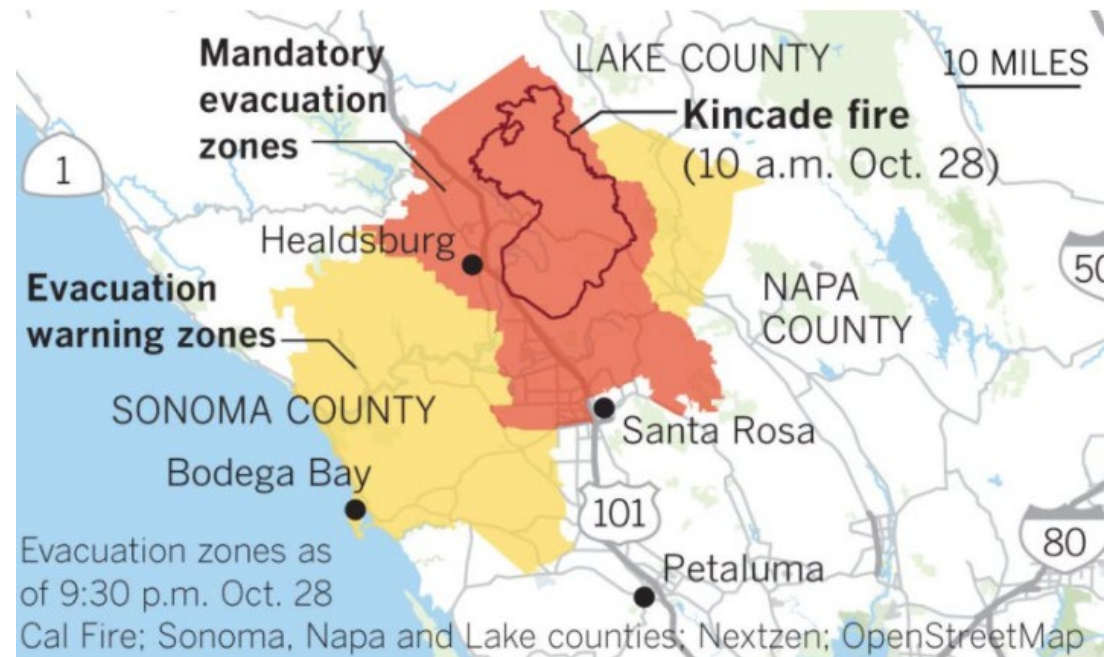 Mandatory
evacuation
zones
LAKE COUNTY
10 MILES
Kincade fire
(10 a.m. Oct. 28)
1
Healdsburg
Evacuation
warning zones
NAPA
COUNTY
50
SONOMA COUNTY
Santa Rosa
Bodega Bay
101
80
Petaluma
Evacuation zones as
of 9:30 p.m. Oct. 28
Cal Fire; Sonoma, Napa and Lake counties; Nextzen; OpenStreetMap